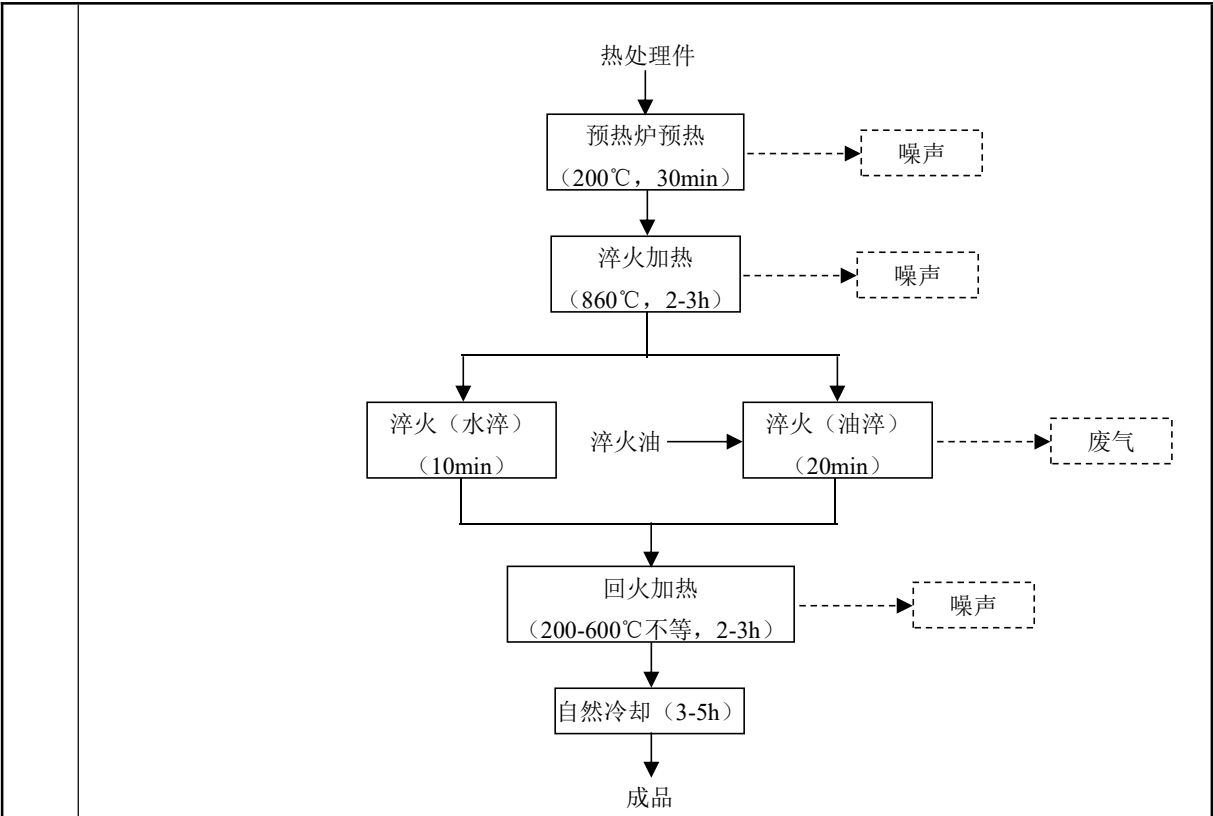 热处理件
预热炉预热
（200℃，30min）
噪声
淬火加热
（860℃，2-3h）
噪声
淬火（水淬）
（10min）
淬火油
淬火（油淬）
（20min）
废气
回火加热
（200-600℃不等，2-3h）
噪声
自然冷却（3-5h）
成品